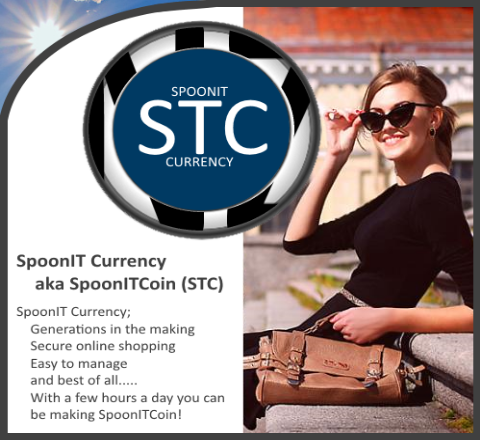 SPOONIT
STC
CURRENCY
SpoonIT Currency
aka SpoonITCoin (STC)
SpoonIT Currency;
Generations in the making
Secure online shopping
Easy to manage
and best of all.....
With a few hours a day you can
be making SpoonITCoin!